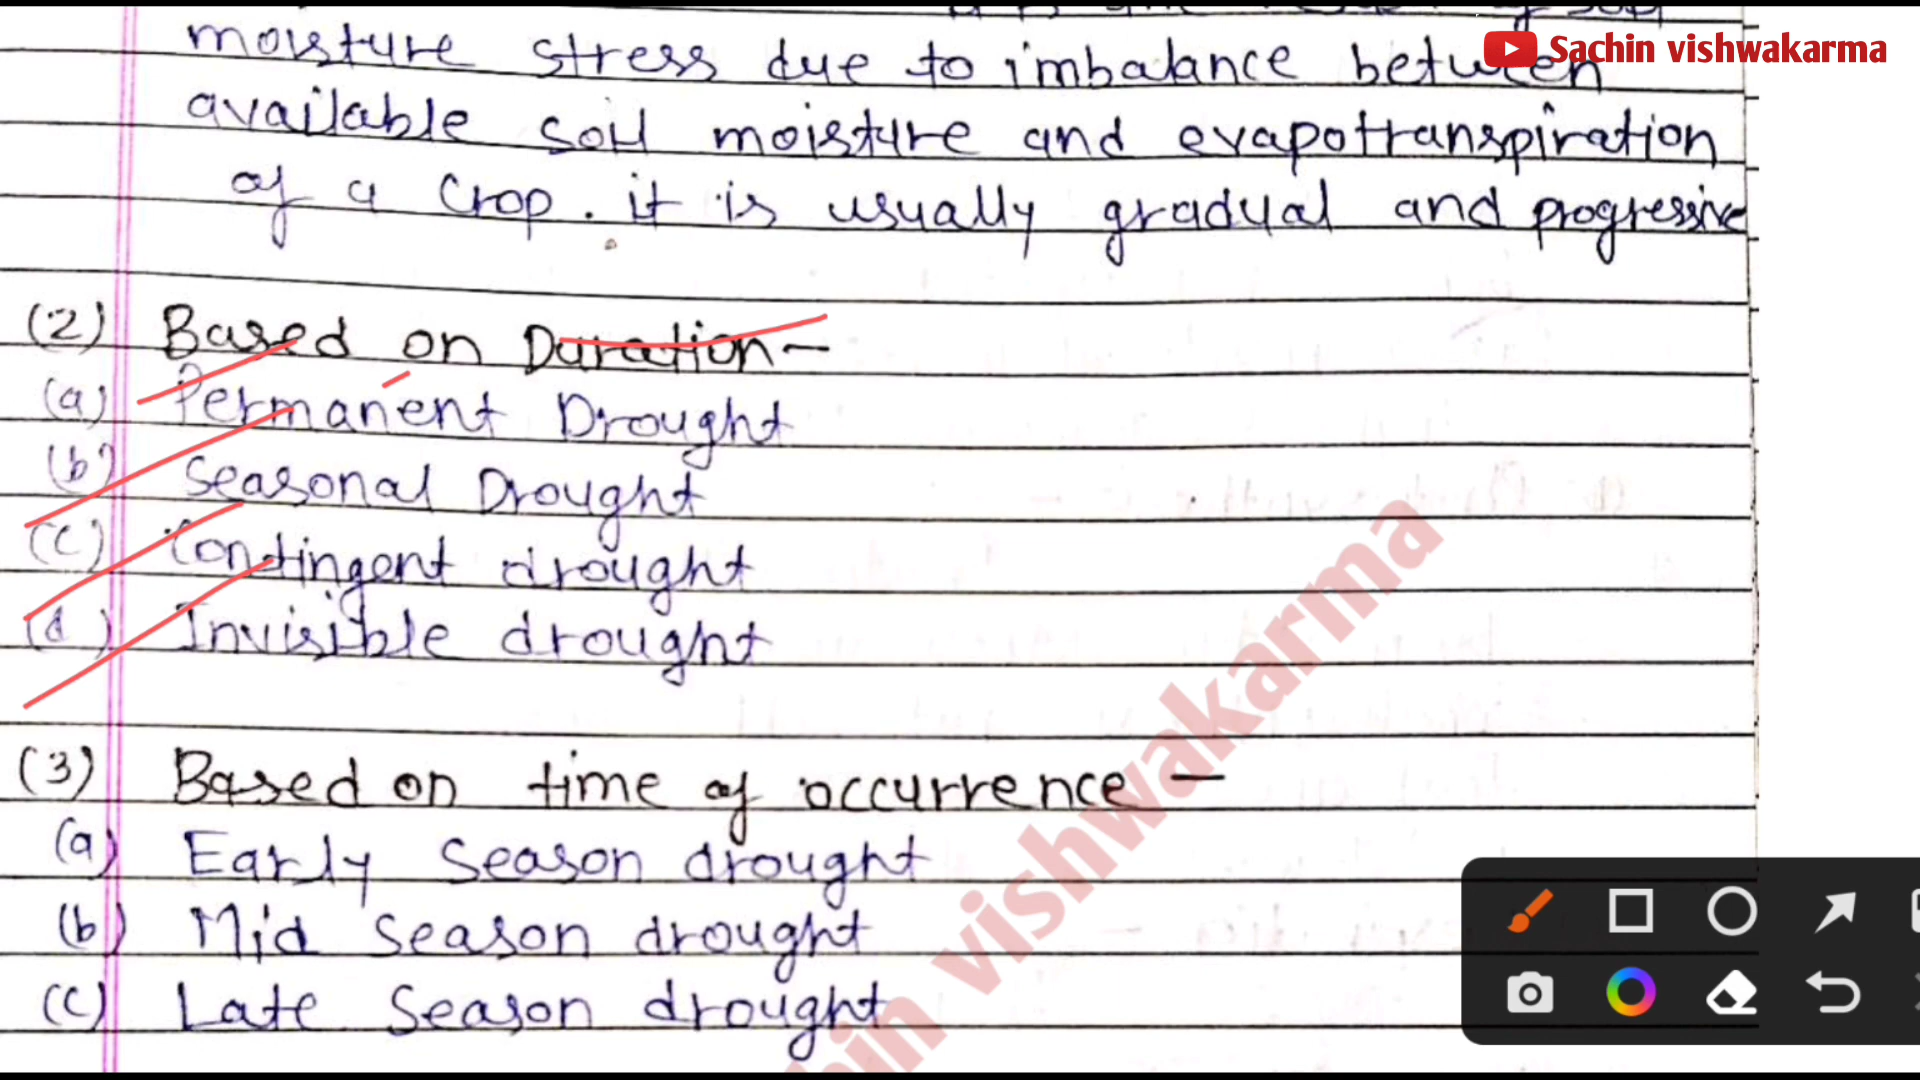 Sachin vishwakarma
moisture stress due to imbalance between
available soil moisture and evapotranspiration
of a crop. it is usually gradual and progressive
(2) Based on Duration-
(a) Permanent Drought
(b) Seasonal Drought
(c) Contingent drought
(d) Invisible drought
(3) Based on time of occurrence -
(a) Early Season drought
(b) Mid Season drought
(c) Late Season drought
vishwakarma